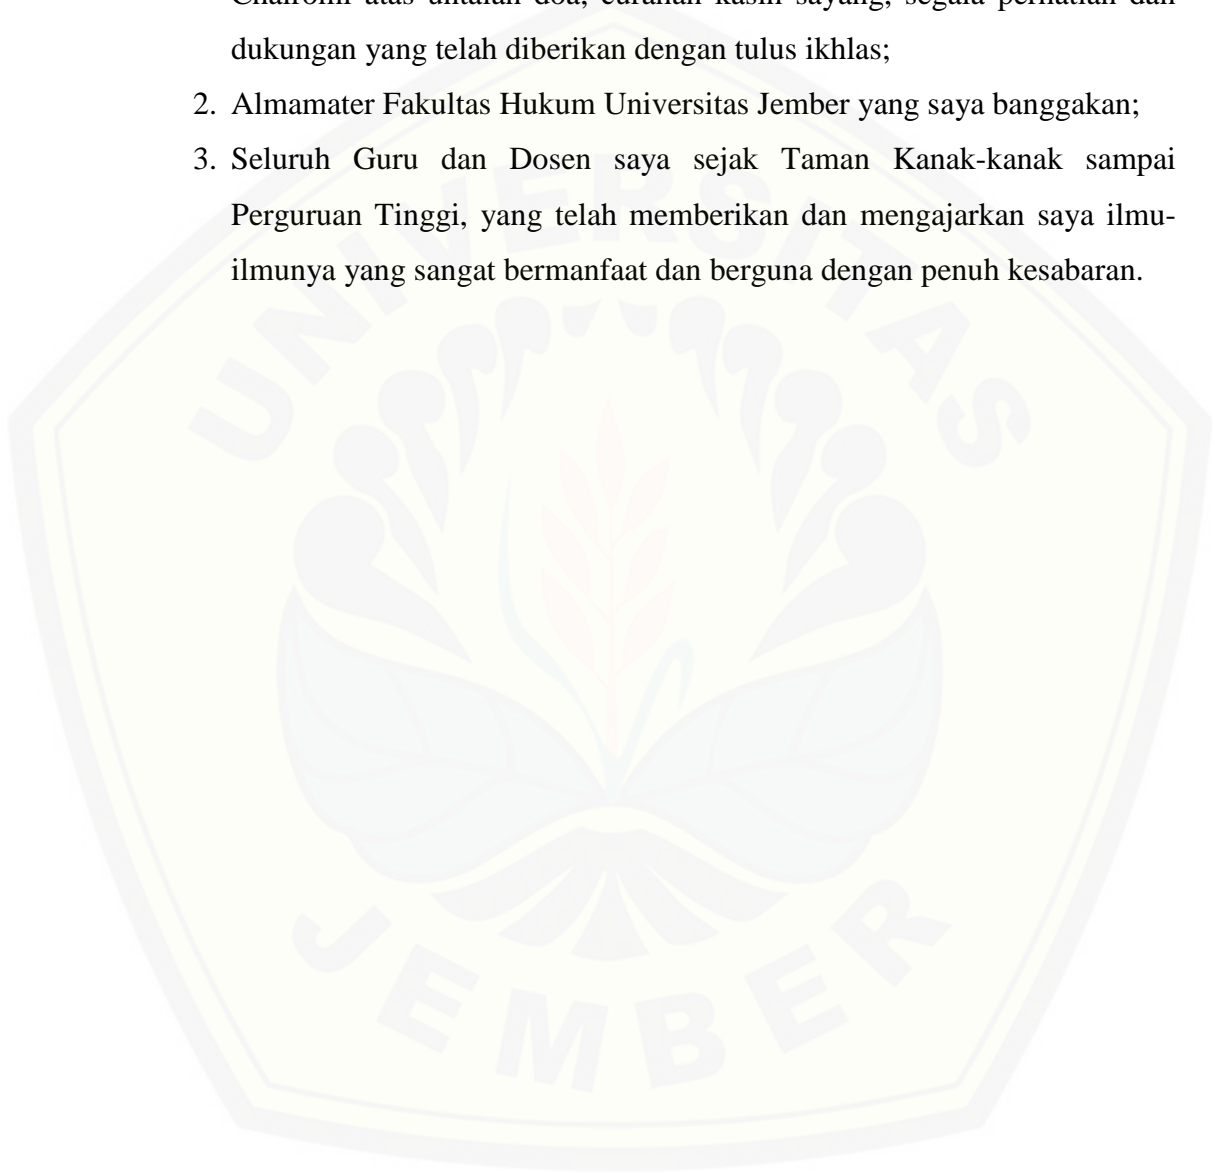 atas untaian doa, curahan kasih sayang, segala perhatian dan
dukungan yang telah diberikan dengan tulus ikhlas;
2. Almamater Fakultas Hukum Universitas Jember yang saya banggakan;
3. Seluruh Guru dan Dosen saya sejak Taman Kanak-kanak sampai
Perguruan Tinggi, yang telah memberikan dan mengajarkan saya ilmu-
ilmunya yang sangat bermanfaat dan berguna dengan penuh kesabaran.
UNIVERSITAS
JEMBER